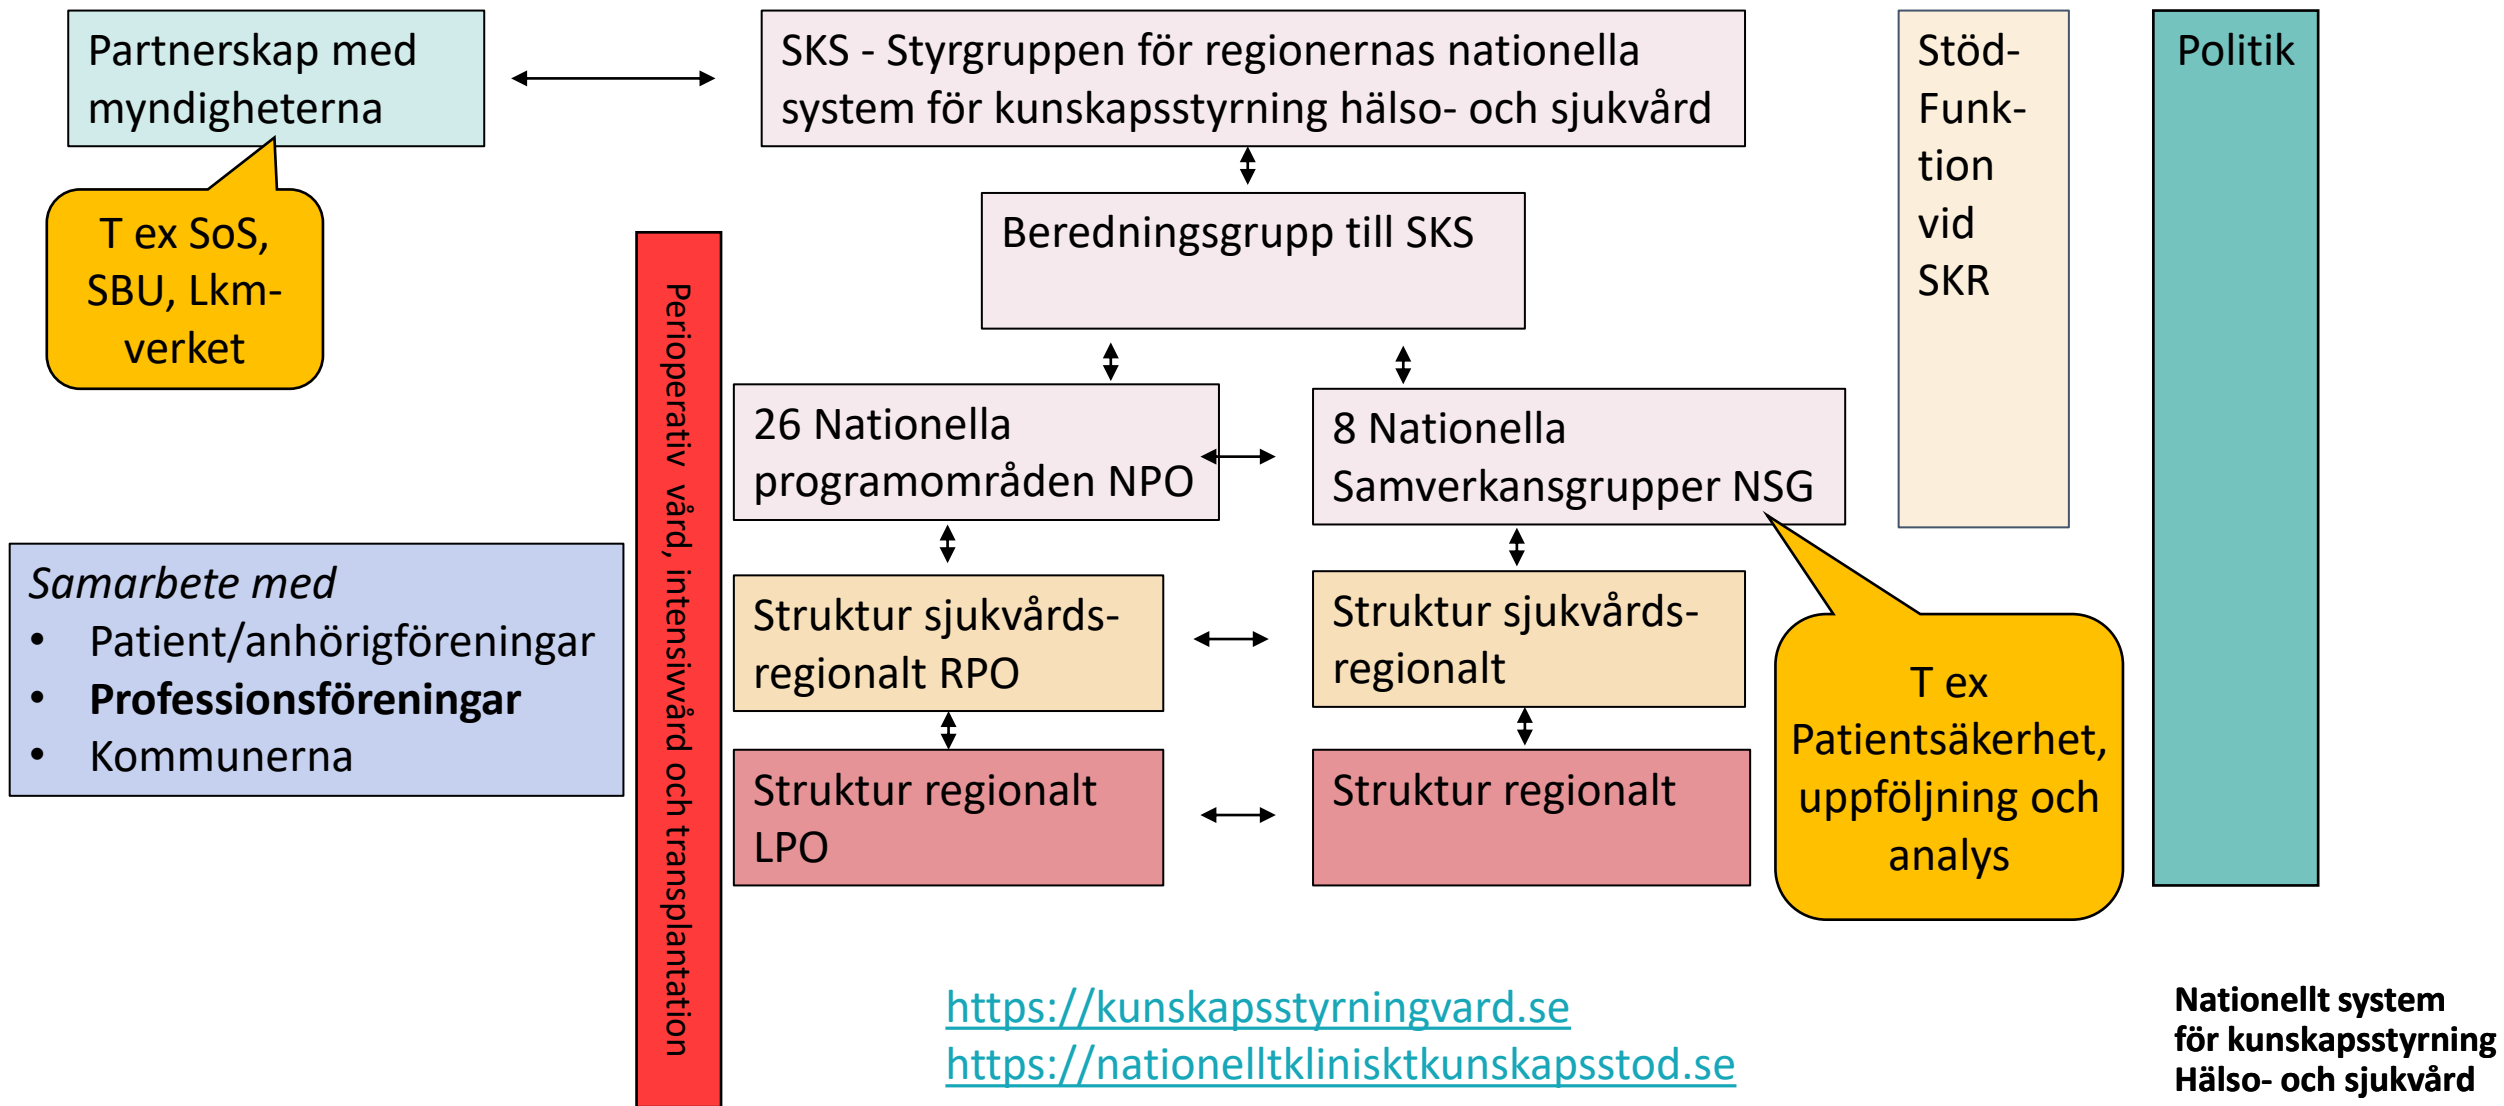 Partnerskap med
myndigheterna
SKS - Styrgruppen för regionernas nationella
system för kunskapsstyrning hälso- och sjukvård
Stöd-
Funk-
tion
vid
SKR
Politik
T ex SoS,
SBU, Lkm-
verket
Beredningsgrupp till SKS
Perioperativ vård, intensivvård och transplantation
26 Nationella
programområden NPO
8 Nationella
Samverkansgrupper NSG
Samarbete med
• Patient/anhörigföreningar
• Professionsföreningar
• Kommunerna
Struktur sjukvårds-
regionalt RPO
Struktur sjukvårds-
regionalt
T ex
Patientsäkerhet,
uppföljning och
analys
Struktur regionalt
LPO
Struktur regionalt
https://kunskapsstyrningvard.se
https://nationelltklinisktkunskapsstod.se
Nationellt system
för kunskapsstyrning
Hälso- och sjukvård